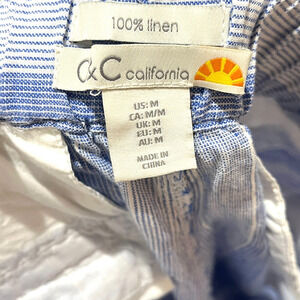 100% linen
C&C california
US: M
CA: M/M
UK: M
EU: M
AU: M
MADE IN
CHINA